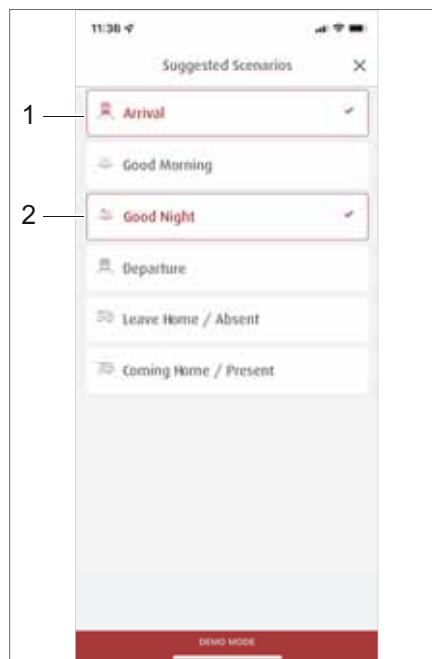 11:36
Suggested Scenarios
1
Arrival
Good Morning
2
Good Night
Departure
Leave Home / Absent
Coming Home / Present
DEMO MODE